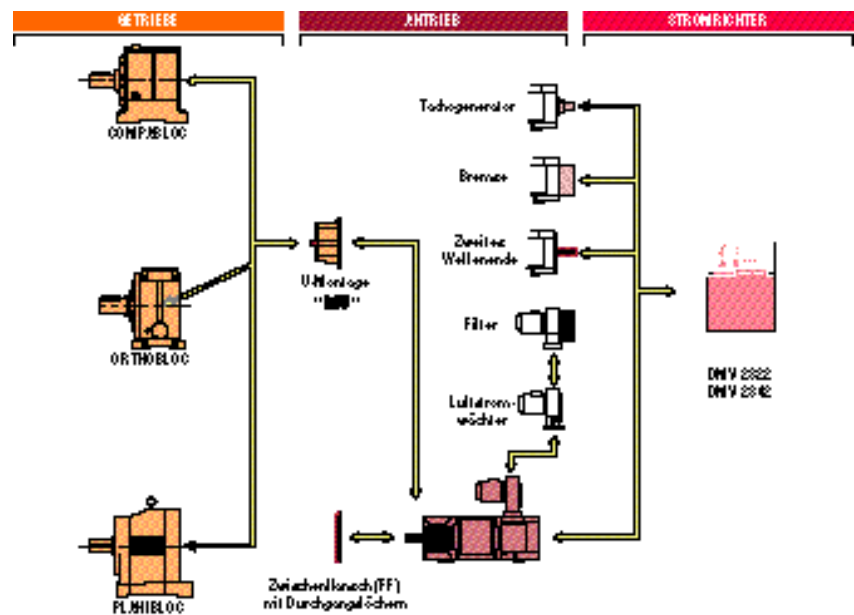 GETRIEBE
ANTRIEB
STROMRICHTER
COMPABLOC
ORTHOBLOC
PLANIBLOC
U-Montage
Tachogenerator
Bremse
Zweites
Wellenende
Filter
Luftstrom-
wächter
Zwischenflansch (FF)
mit Durchgangslöchern
DMV 2322
DMV 2342